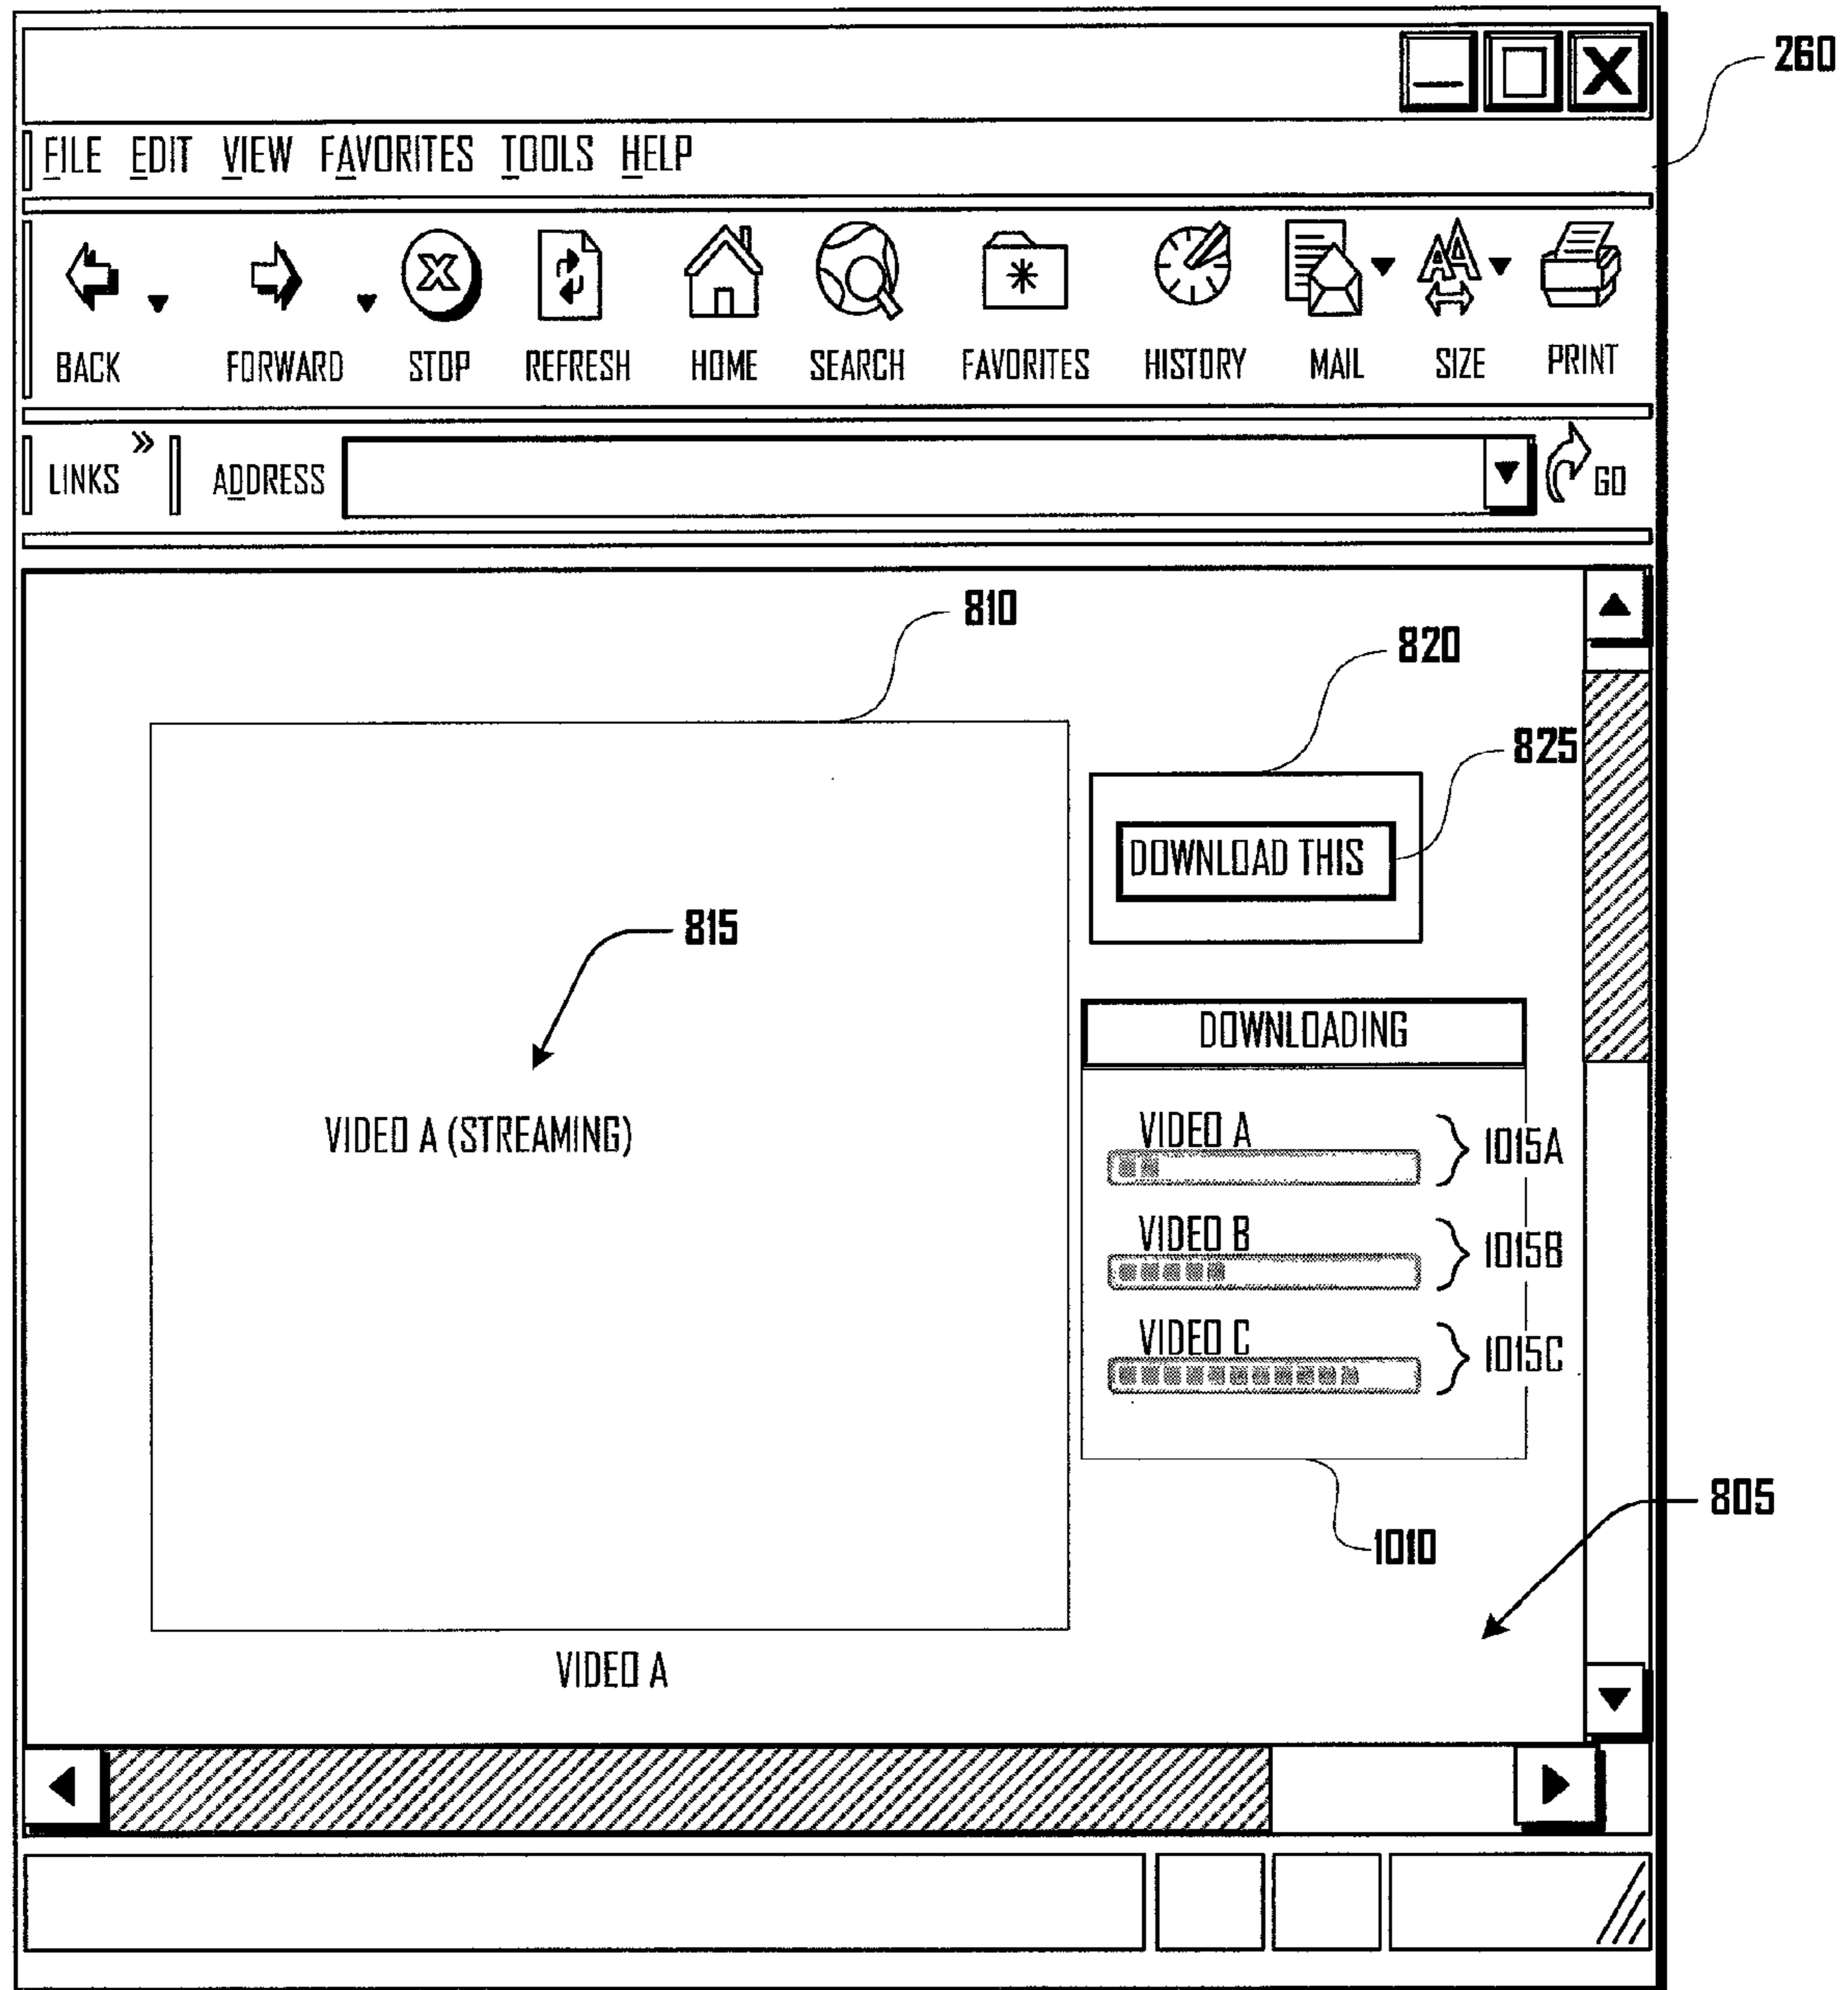 260
FILE EDIT VIEW FAVORITES TOOLS HELP
BACK FORWARD STOP REFRESH HOME SEARCH FAVORITES HISTORY MAIL SIZE PRINT
LINKS » ADDRESS GO
810
820
825
DOWNLOAD THIS
815
DOWNLOADING
VIDEO A (STREAMING)
VIDEO A 1015A
VIDEO B 1015B
VIDEO C 1015C
805
1010
VIDEO A